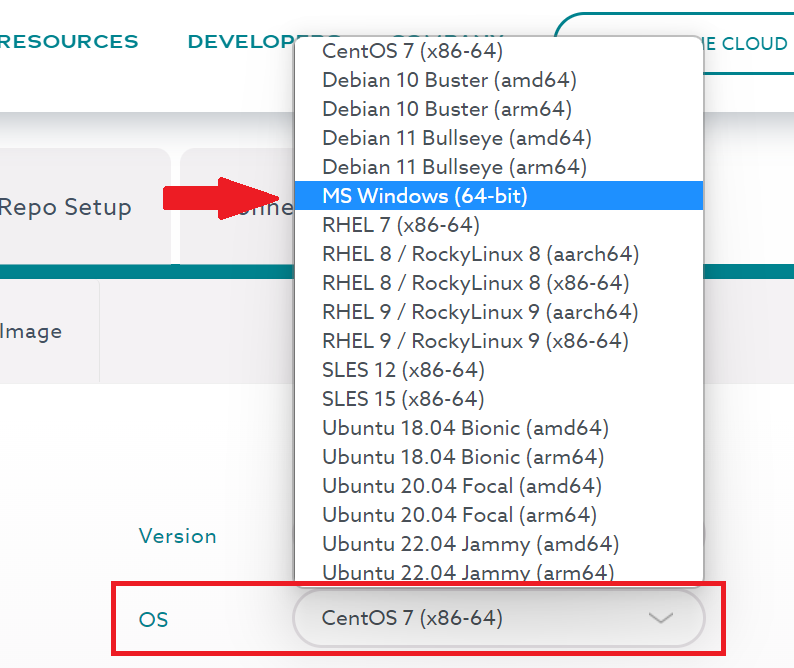 RESOURCES
DEVELOPERS
CLOUD
CentOS 7 (x86-64)
Debian 10 Buster (amd64)
Debian 10 Buster (arm64)
Debian 11 Bullseye (amd64)
Debian 11 Bullseye (arm64)
MS Windows (64-bit)
Repo Setup
RHEL 7 (x86-64)
RHEL 8 / RockyLinux 8 (aarch64)
RHEL 8 / RockyLinux 8 (x86-64)
RHEL 9 / RockyLinux 9 (aarch64)
Image
RHEL 9 / RockyLinux 9 (x86-64)
SLES 12 (x86-64)
SLES 15 (x86-64)
Ubuntu 18.04 Bionic (amd64)
Ubuntu 18.04 Bionic (arm64)
Ubuntu 20.04 Focal (amd64)
Ubuntu 20.04 Focal (arm64)
Version
Ubuntu 22.04 Jammy (amd64)
Ubuntu 22.04 Jammy (arm64)
OS
CentOS 7 (x86-64)